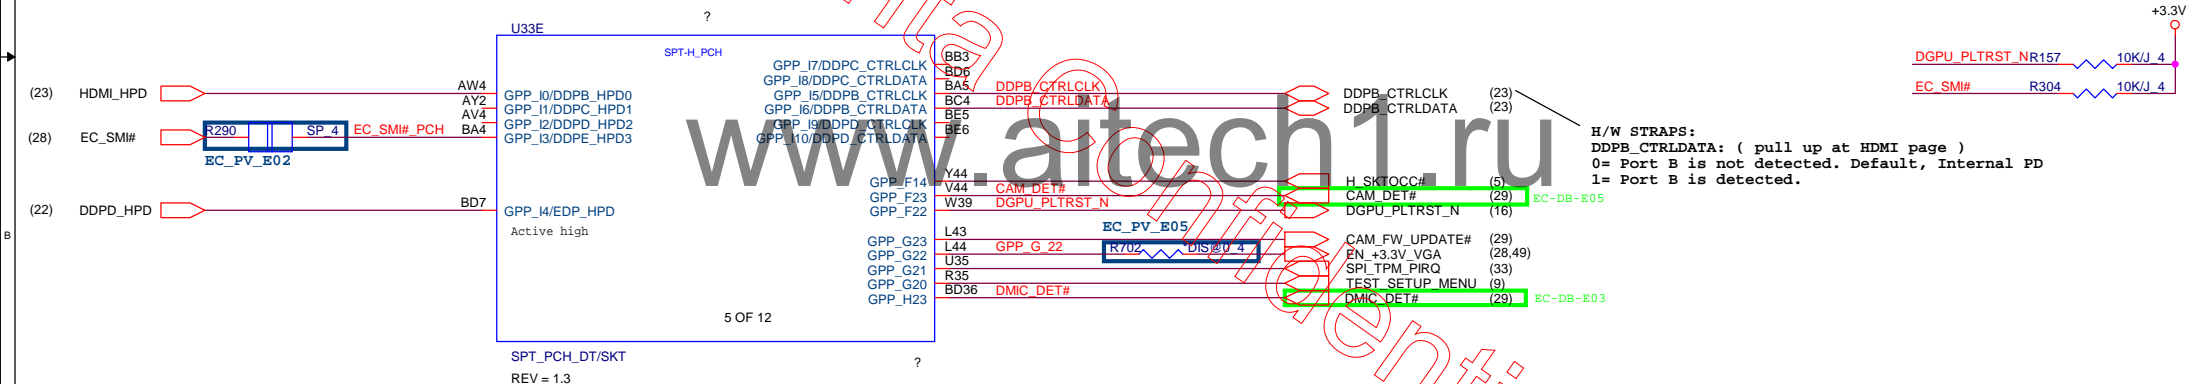 ?
U33E
SPT-H_PCH
+3.3V
BB3
GPP_I7/DDPC_CTRLCLK
BD6
GPP_I8/DDPC_CTRLDATA
BA5
GPP_I5/DDPB_CTRLCLK
DDPB_CTRLCLK
DDPB_CTRLCLK (23)
BC4
GPP_I6/DDPB_CTRLDATA
DDPB_CTRLDATA
DDPB_CTRLDATA (23)
BE5
GPP_I9/DDPD_CTRLCLK
BE6
GPP_I10/DDPD_CTRLDATA
(23) HDMI_HPD
AW4
GPP_I0/DDPB_HPD0
AY2
GPP_I1/DDPC_HPD1
AV4
GPP_I2/DDPD_HPD2
(28) EC_SMI#
R290 SP_4
EC_SMI#_PCH
BA4
GPP_I3/DDPE_HPD3
EC_PV_E02
(22) DDPD_HPD
BD7
GPP_I4/EDP_HPD
Active high
DGPU_PLTRST_N R157 10K/J_4
EC_SMI# R304 10K/J_4
H/W STRAPS:
DDPB_CTRLDATA: ( pull up at HDMI page )
0= Port B is not detected. Default, Internal PD
1= Port B is detected.
www.aitech1.ru
GPP_F14 Y44 H_SKTOCC# (5)
GPP_F23 V44 CAM_DET# CAM_DET# (29) EC-DB-E05
GPP_F22 W39 DGPU_PLTRST_N DGPU_PLTRST_N (16)
EC_PV_E05
GPP_G23 L43 CAM_FW_UPDATE# (29)
GPP_G22 L44 GPP_G_22 R702 DIS@0_4 EN_+3.3V_VGA (28,49)
GPP_G21 U35 SPI_TPM_PIRQ (33)
GPP_G20 R35 TEST_SETUP_MENU (9)
GPP_H23 BD36 DMIC_DET# DMIC_DET# (29) EC-DB-E03
5 OF 12
SPT_PCH_DT/SKT
REV = 1.3
?
B
nta Confidenti